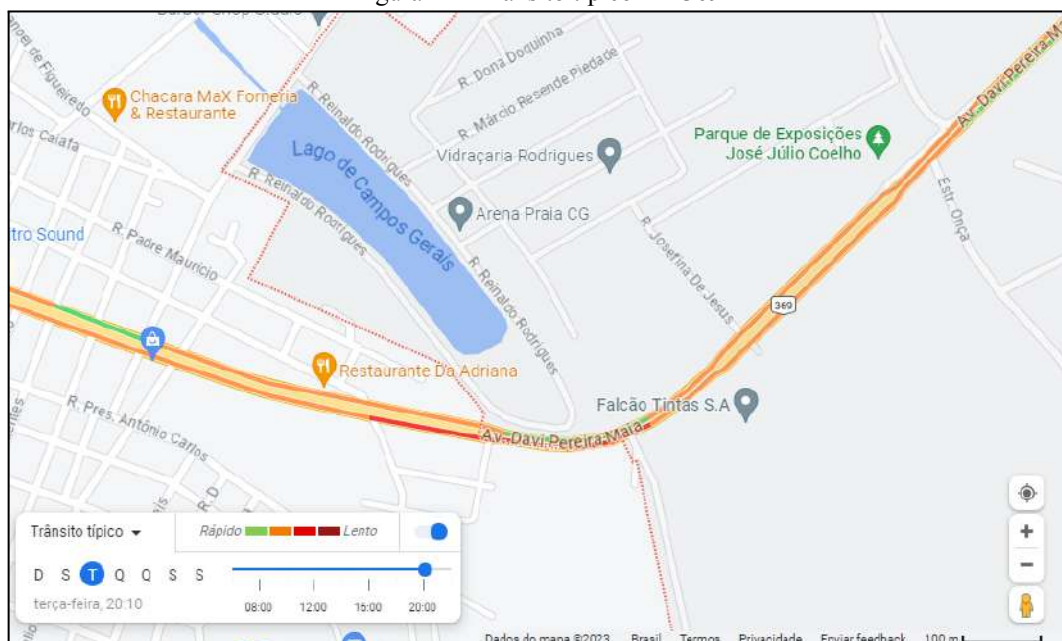 Chacara MaX Forneria
& Restaurante
R. Reinaldo Rodrigues
R. Dona Doquinha
R. Márcio Resende Piedade
Av. Davi Pereira Maia
Vidraçaria Rodrigues
Parque de Exposições
José Júlio Coelho
Lago de Campos Gerais
R. Reinaldo Rodrigues
Arena Praia CG
Estr. Onça
tro Sound
R. Padre Maurício
R. Reinaldo Rodrigues
R. Josefina De Jesus
369
Restaurante Da Adriana
R. Pres. Antônio Carlos
Falcão Tintas S.A
Av. Davi Pereira Maia
R. D
Trânsito típico
Rápido
Lento
D S T Q Q S S
terça-feira, 20:10
08:00 12:00 16:00 20:00
Dados do mapa ©2023 Brasil Termos Privacidade Enviar feedback 100 m